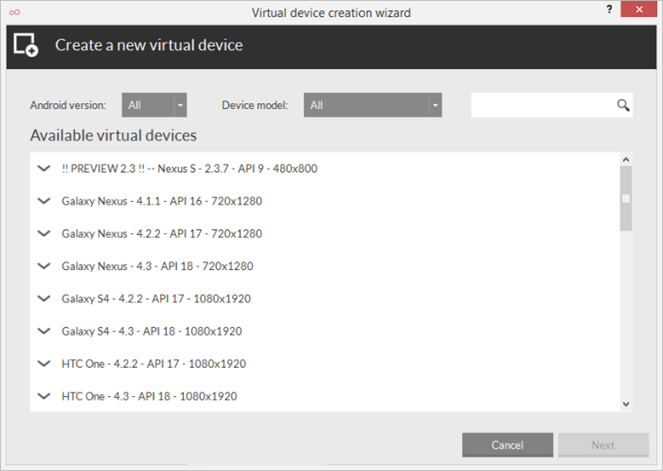 Virtual device creation wizard
?
Create a new virtual device
Android version: All Device model: All
Available virtual devices
!! PREVIEW 2.3 !! -- Nexus S - 2.3.7 - API 9 - 480x800
Galaxy Nexus - 4.1.1 - API 16 - 720x1280
Galaxy Nexus - 4.2.2 - API 17 - 720x1280
Galaxy Nexus - 4.3 - API 18 - 720x1280
Galaxy S4 - 4.2.2 - API 17 - 1080x1920
Galaxy S4 - 4.3 - API 18 - 1080x1920
HTC One - 4.2.2 - API 17 - 1080x1920
HTC One - 4.3 - API 18 - 1080x1920
Cancel Next